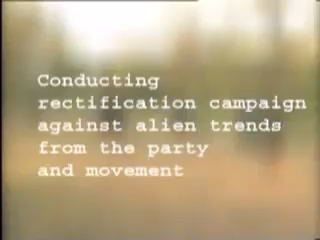 Conducting
rectification campaign
against alien trends
from the party
and movement